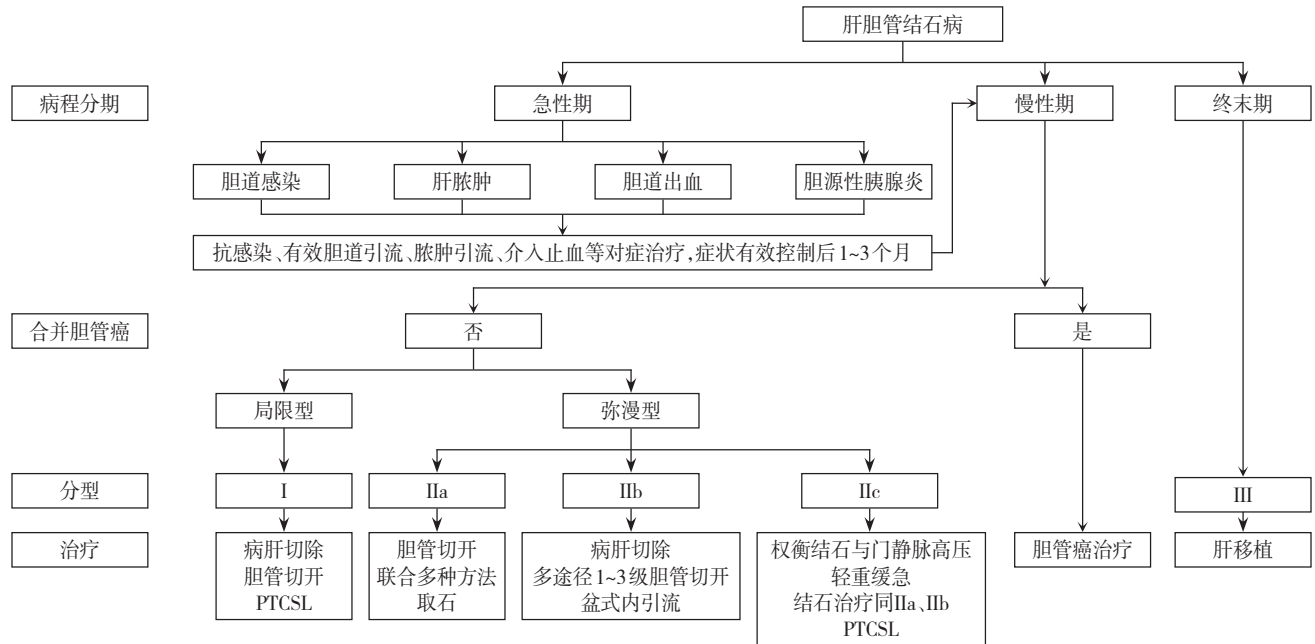 肝胆管结石病
病程分期
急性期
慢性期
终末期
胆道感染
肝脓肿
胆道出血
胆源性胰腺炎
抗感染、有效胆道引流、脓肿引流、介入止血等对症治疗,症状有效控制后1~3个月
合并胆管癌
否
是
局限型
弥漫型
分型
I
IIa
IIb
IIc
III
治疗
病肝切除
胆管切开
PTCSL
胆管切开
联合多种方法
取石
病肝切除
多途径1~3级胆管切开
盆式内引流
权衡结石与门静脉高压
轻重缓急
结石治疗同IIa、IIb
PTCSL
胆管癌治疗
肝移植